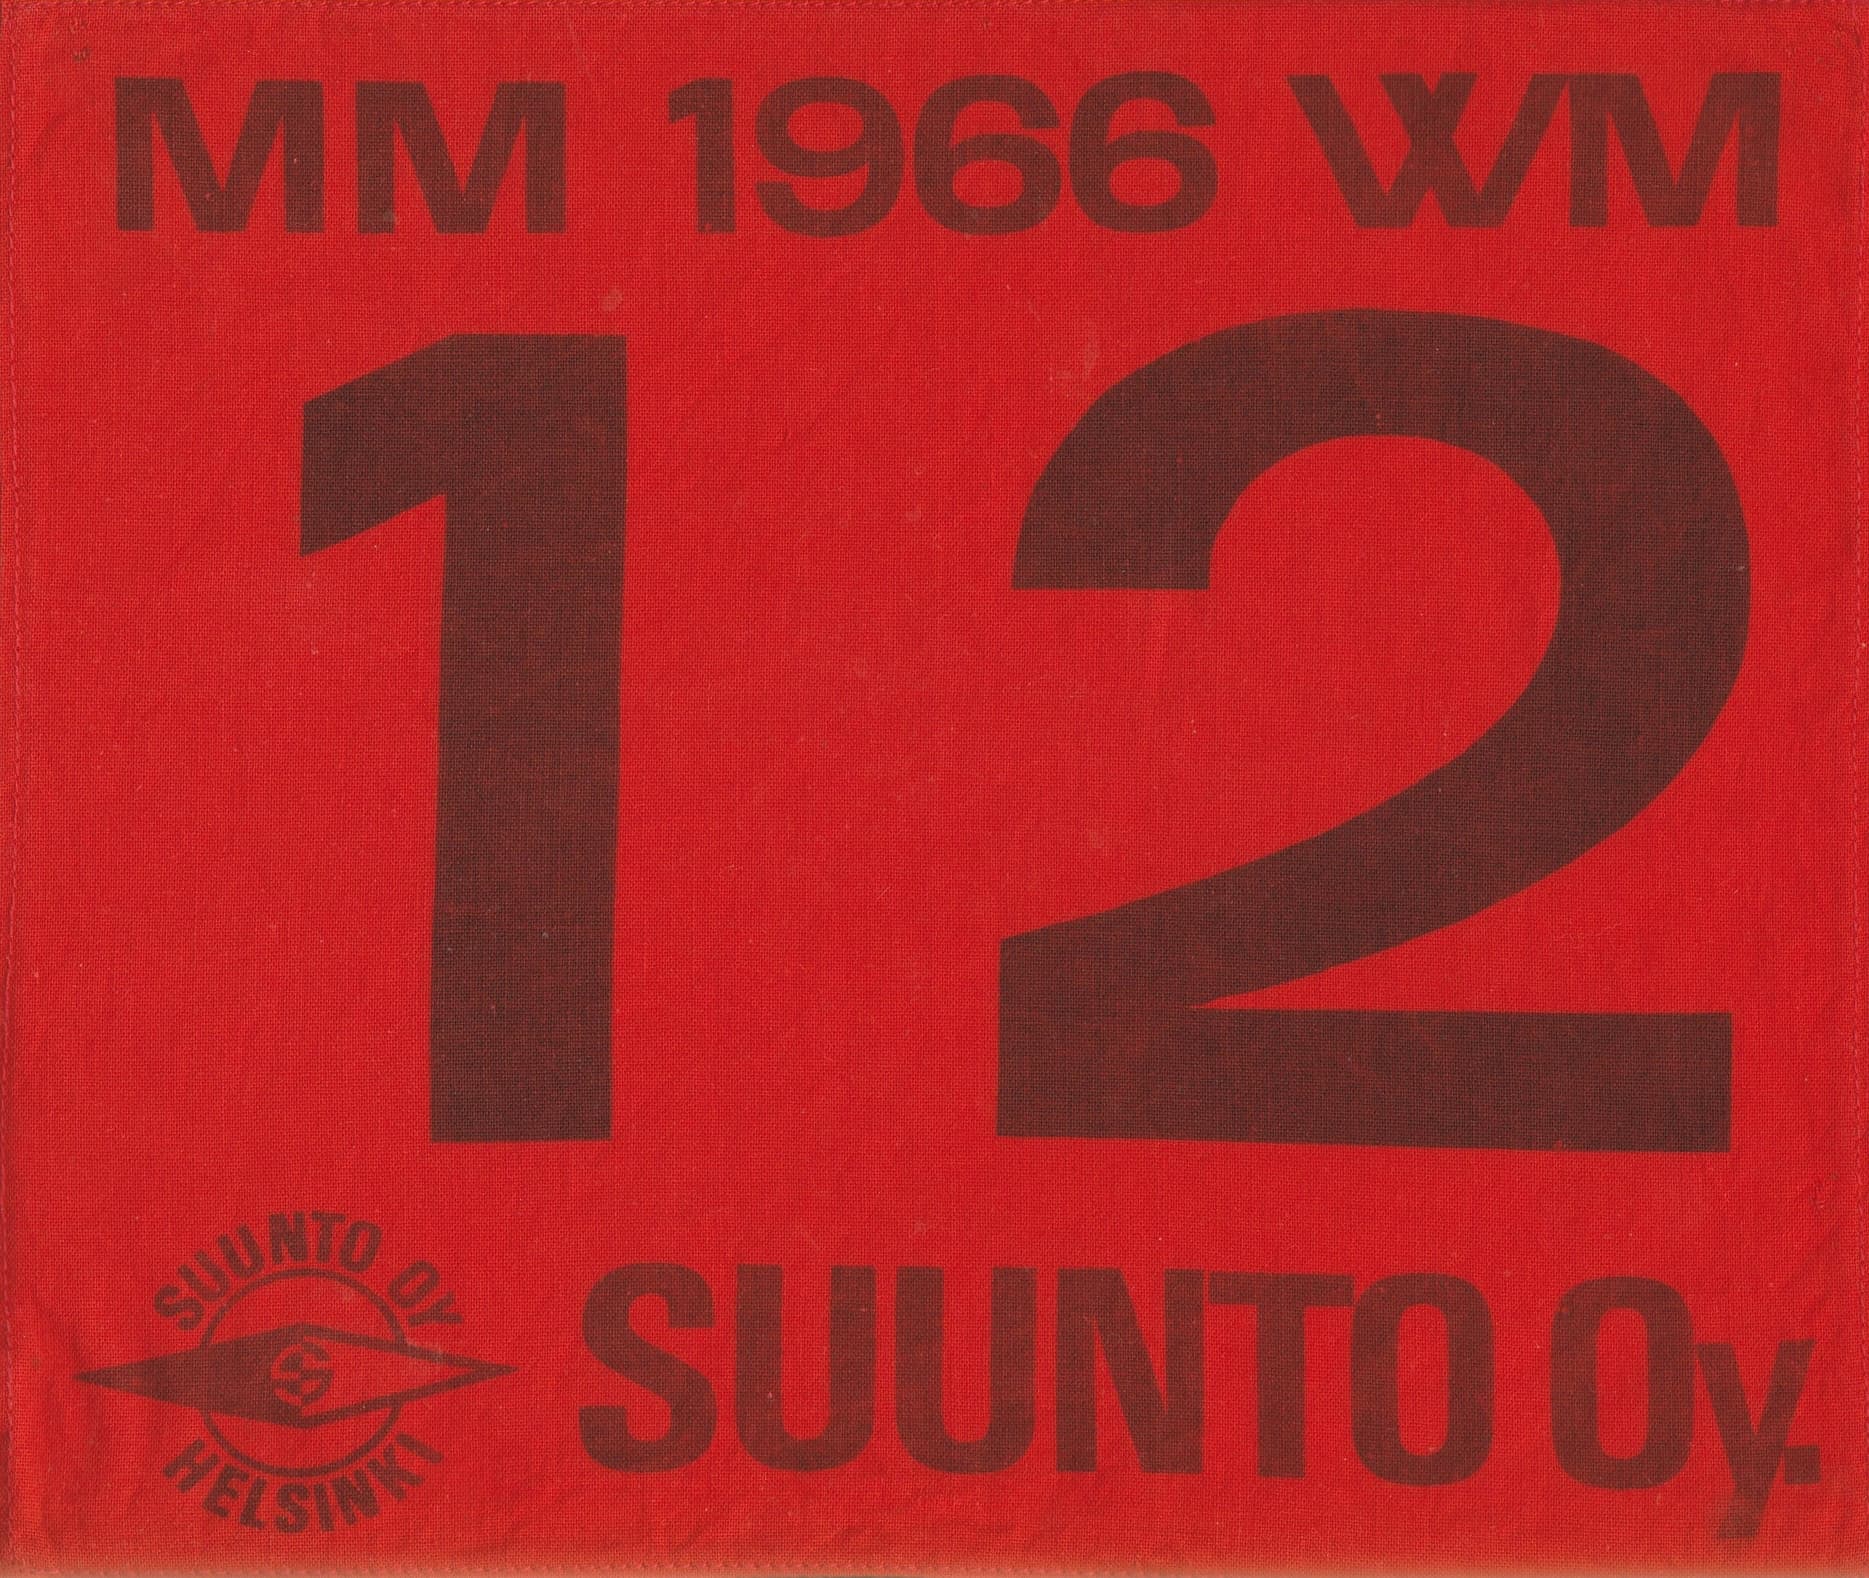 MM 1966 WM
12
SUUNTO OY
S
HELSINKI
SUUNTO Oy.